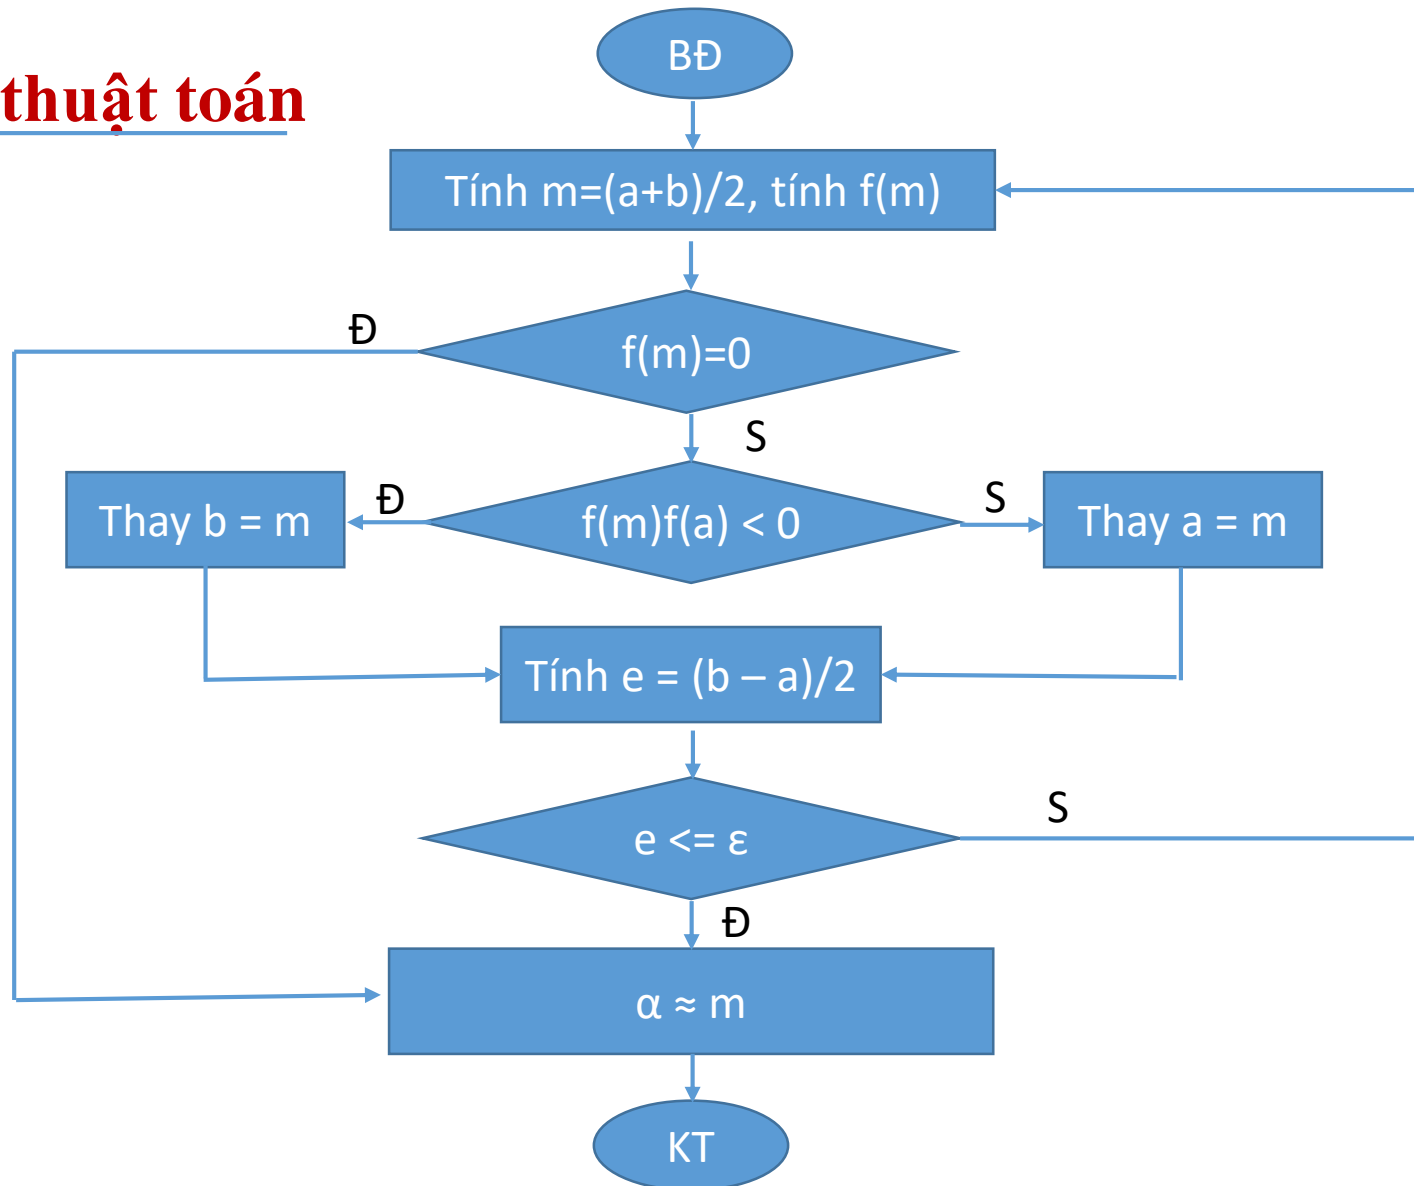 BĐ
thuật toán
Tính m=(a+b)/2, tính f(m)
Đ
f(m)=0
S
Thay b = m
Đ
f(m)f(a) < 0
S
Thay a = m
Tính e = (b – a)/2
S
e <= ε
Đ
α ≈ m
KT